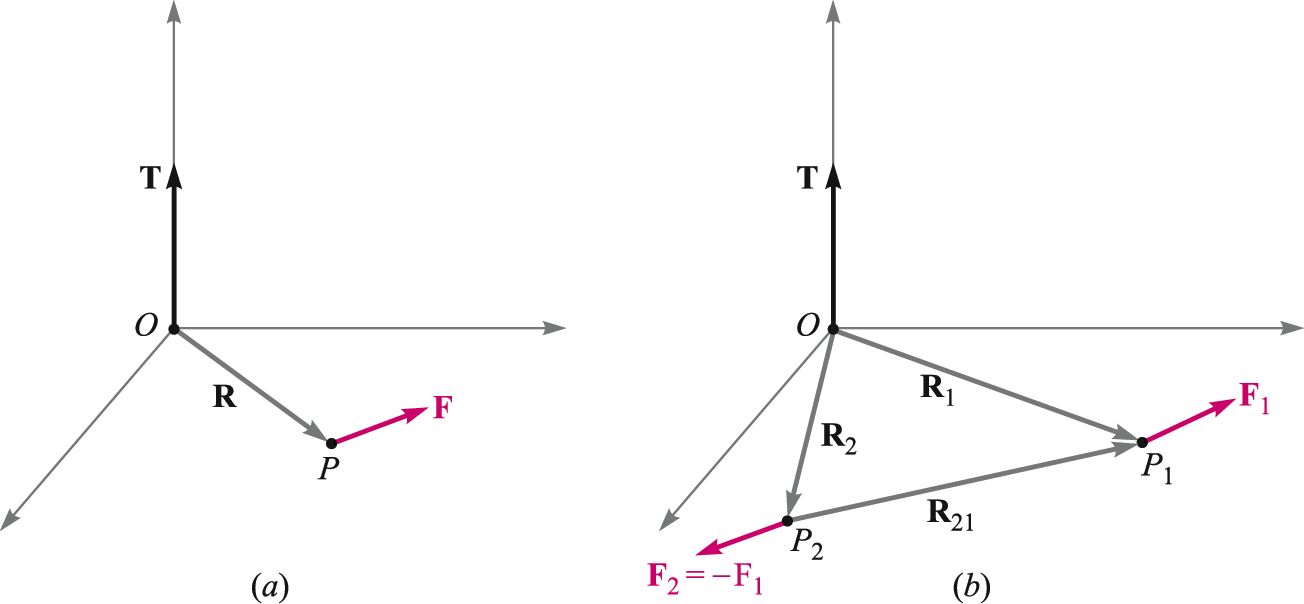 T
O
R
F
P
(a)
T
O
R₁
F₁
R₂
P₁
R₂₁
P₂
F₂ = −F₁
(b)